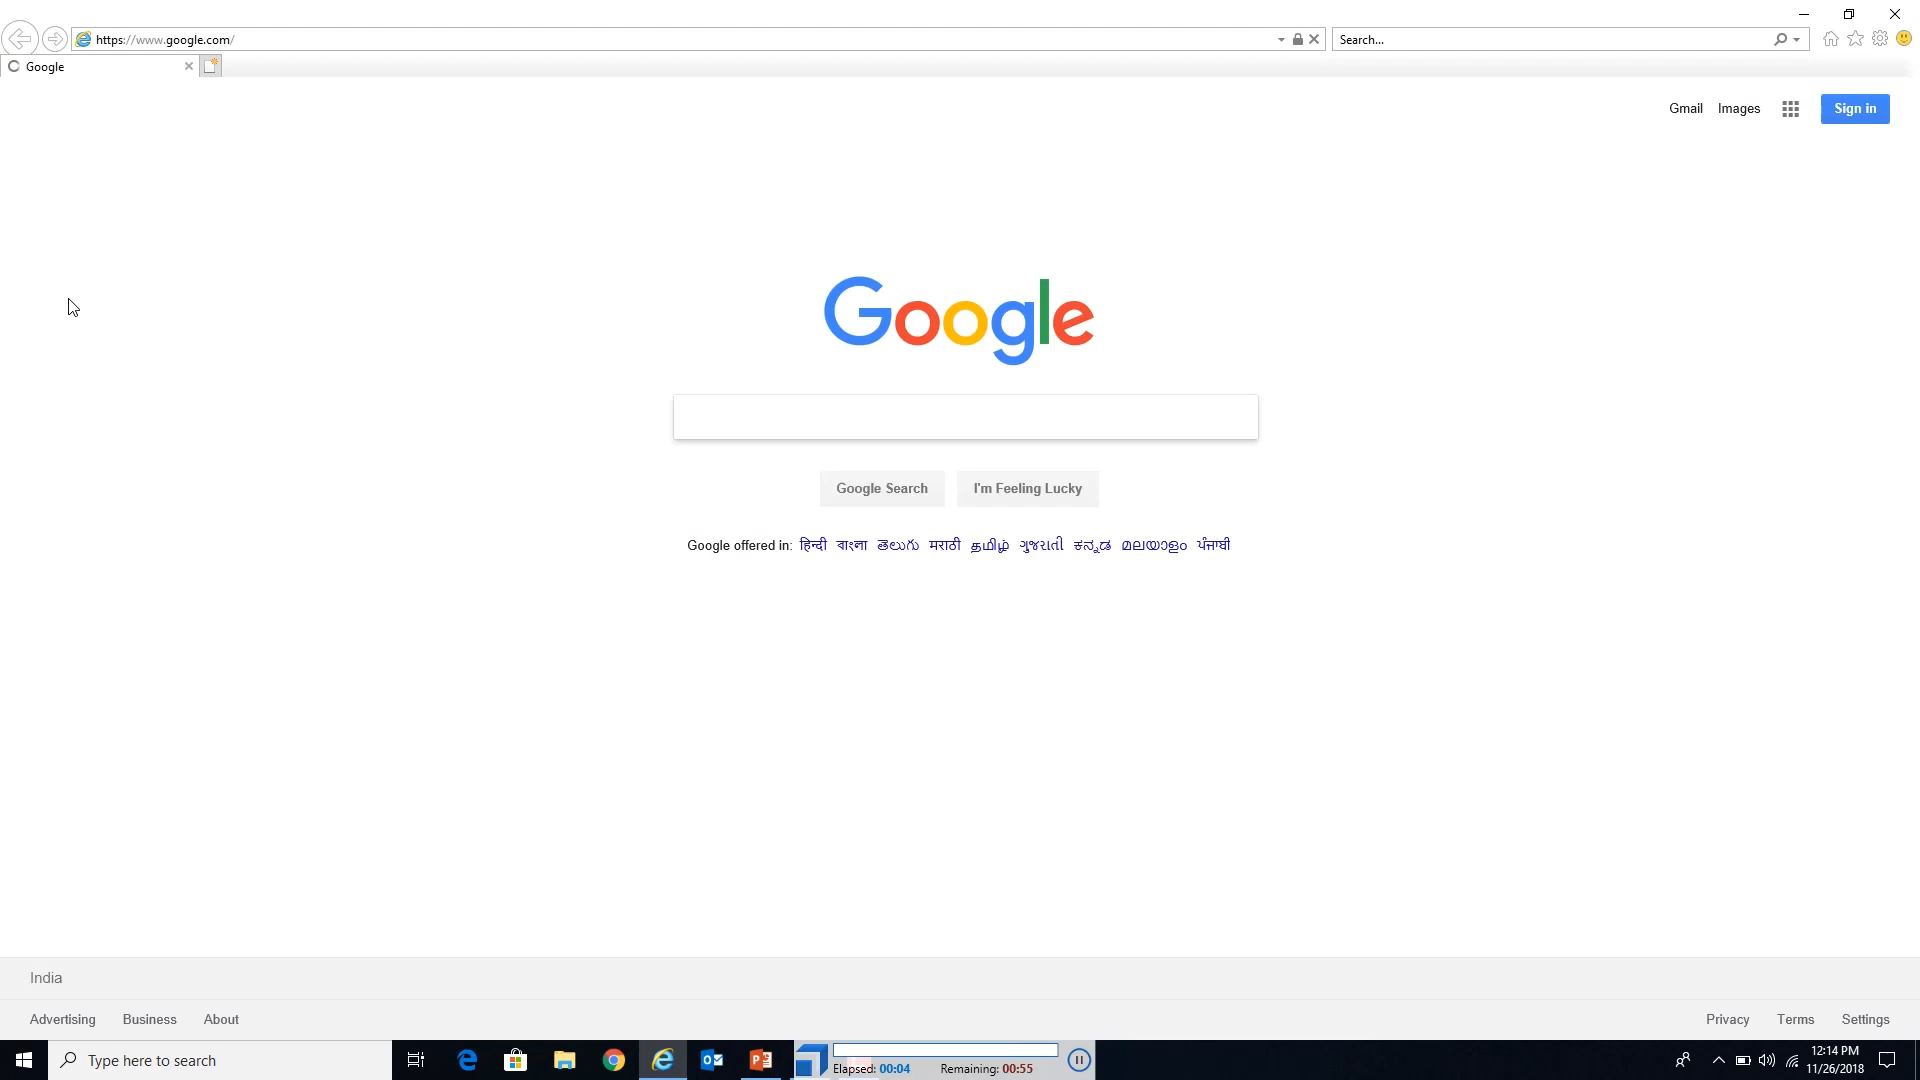 https://www.google.com/
Search...
Google
Gmail Images Sign in
Google
Google Search I'm Feeling Lucky
Google offered in: हिन्दी বাংলা తెలుగు मराठी தமிழ் ગુજરાતી ಕನ್ನಡ മലയാളം ਪੰਜਾਬੀ
India
Advertising Business About Privacy Terms Settings
Type here to search
Elapsed: 00:04 Remaining: 00:55
12:14 PM
11/26/2018